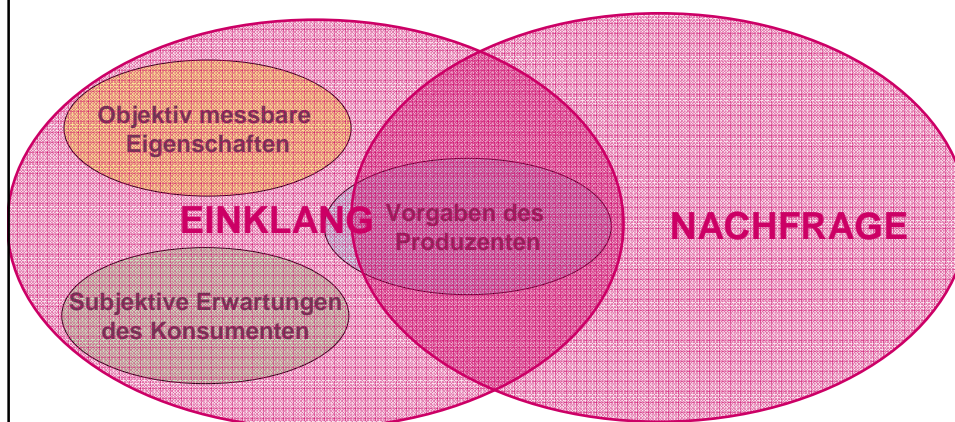 Objektiv messbare
Eigenschaften
EINKLANG
Vorgaben des
Produzenten
NACHFRAGE
Subjektive Erwartungen
des Konsumenten